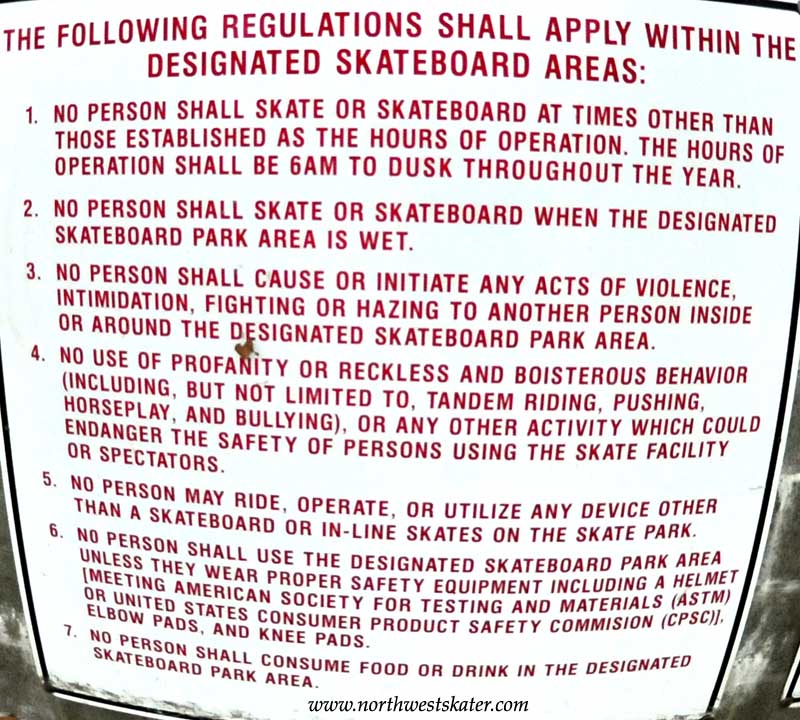 THE FOLLOWING REGULATIONS SHALL APPLY WITHIN THE
DESIGNATED SKATEBOARD AREAS:
1. NO PERSON SHALL SKATE OR SKATEBOARD AT TIMES OTHER THAN
THOSE ESTABLISHED AS THE HOURS OF OPERATION. THE HOURS OF
OPERATION SHALL BE 6AM TO DUSK THROUGHOUT THE YEAR.
2. NO PERSON SHALL SKATE OR SKATEBOARD WHEN THE DESIGNATED
SKATEBOARD PARK AREA IS WET.
3. NO PERSON SHALL CAUSE OR INITIATE ANY ACTS OF VIOLENCE,
INTIMIDATION, FIGHTING OR HAZING TO ANOTHER PERSON INSIDE
OR AROUND THE DESIGNATED SKATEBOARD PARK AREA.
4. NO USE OF PROFANITY OR RECKLESS AND BOISTEROUS BEHAVIOR
(INCLUDING, BUT NOT LIMITED TO, TANDEM RIDING, PUSHING,
HORSEPLAY, AND BULLYING), OR ANY OTHER ACTIVITY WHICH COULD
ENDANGER THE SAFETY OF PERSONS USING THE SKATE FACILITY
OR SPECTATORS.
5. NO PERSON MAY RIDE, OPERATE, OR UTILIZE ANY DEVICE OTHER
THAN A SKATEBOARD OR IN-LINE SKATES ON THE SKATE PARK.
6. NO PERSON SHALL USE THE DESIGNATED SKATEBOARD PARK AREA
UNLESS THEY WEAR PROPER SAFETY EQUIPMENT INCLUDING A HELMET
[MEETING AMERICAN SOCIETY FOR TESTING AND MATERIALS (ASTM)
OR UNITED STATES CONSUMER PRODUCT SAFETY COMMISION (CPSC)],
ELBOW PADS, AND KNEE PADS.
7. NO PERSON SHALL CONSUME FOOD OR DRINK IN THE DESIGNATED
SKATEBOARD PARK AREA.
www.northwestskater.com